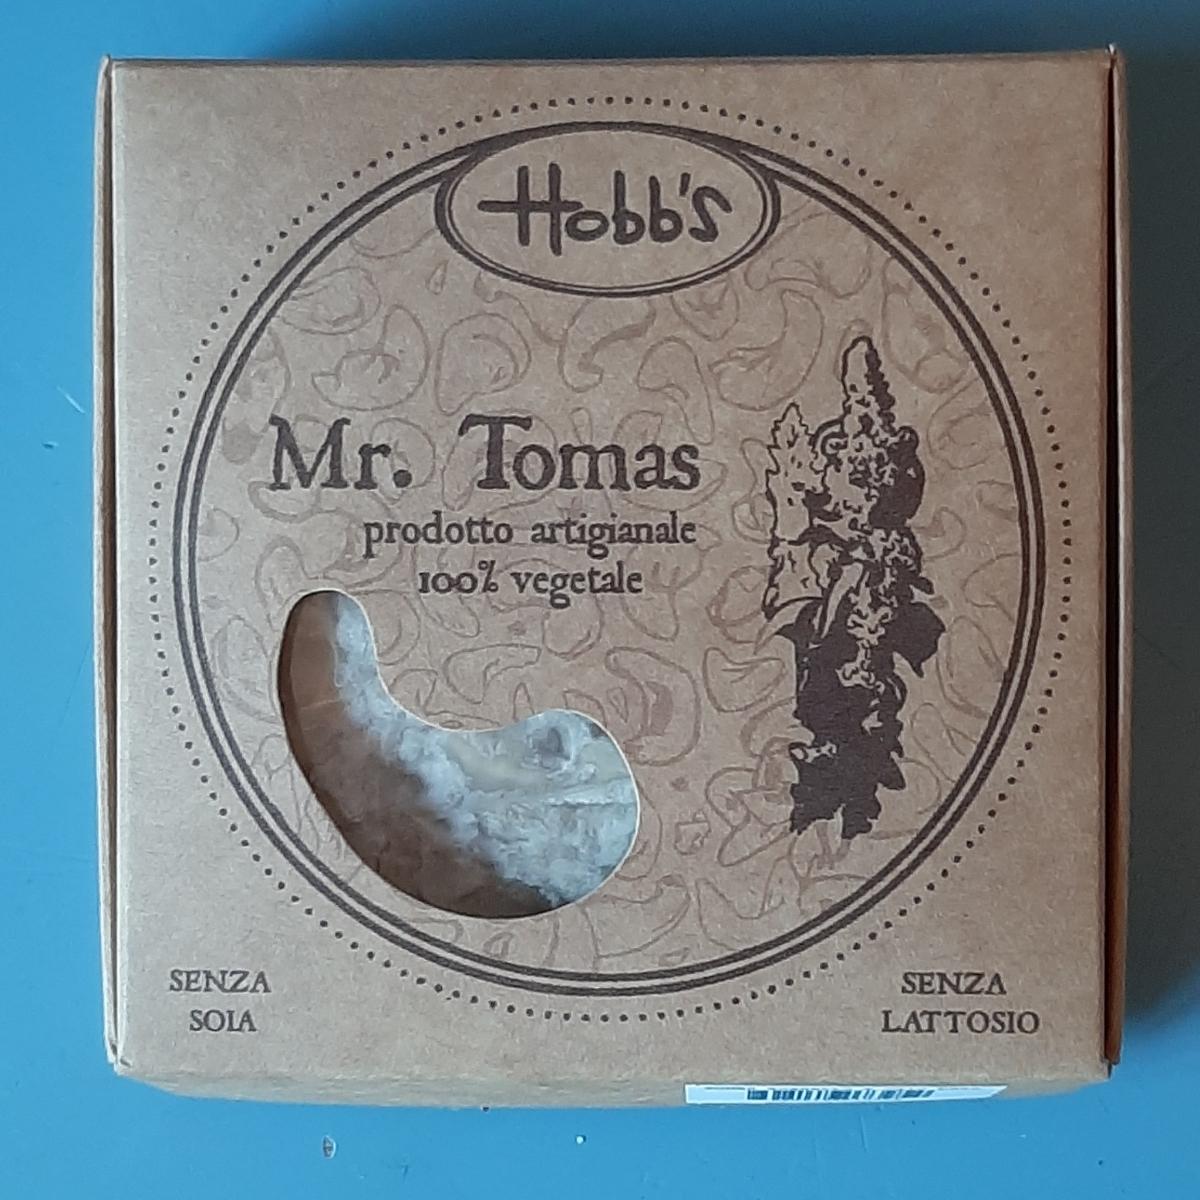 Hobb's
Mr. Tomas
prodotto artigianale
100% vegetale
SENZA
SOIA
SENZA
LATTOSIO